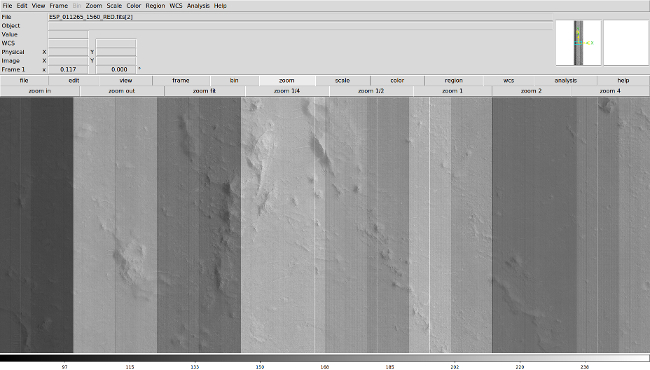 File Edit View Frame Bin Zoom Scale Color Region WCS Analysis Help
File ESP_011265_1560_RED.fits[2]
Object
Value
WCS
Physical X Y
Image X Y
Frame 1 x 0.117 0.000 °
file edit view frame bin zoom scale color region wcs analysis help
zoom in zoom out zoom fit zoom 1/4 zoom 1/2 zoom 1 zoom 2 zoom 4
97 115 133 150 168 185 202 220 238